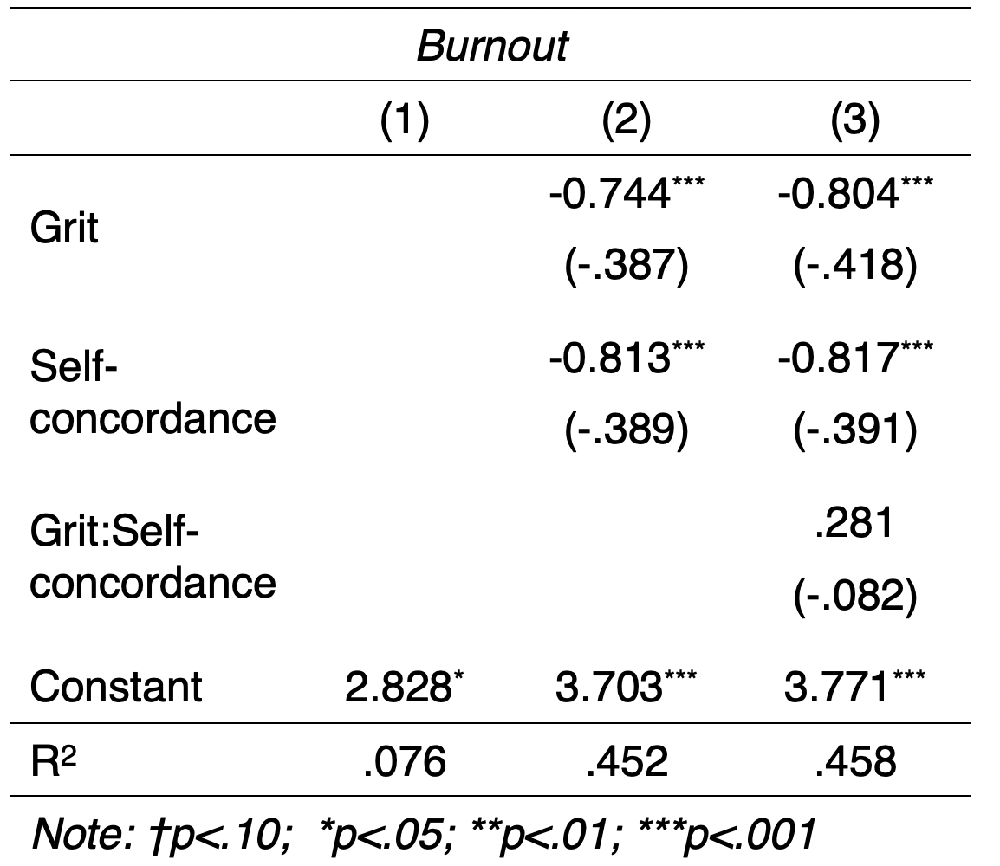 Burnout
(1) (2) (3)
Grit -0.744*** -0.804***
(-.387) (-.418)
Self-
concordance -0.813*** -0.817***
(-.389) (-.391)
Grit:Self-
concordance .281
(-.082)
Constant 2.828* 3.703*** 3.771***
R² .076 .452 .458
Note: †p<.10; *p<.05; **p<.01; ***p<.001